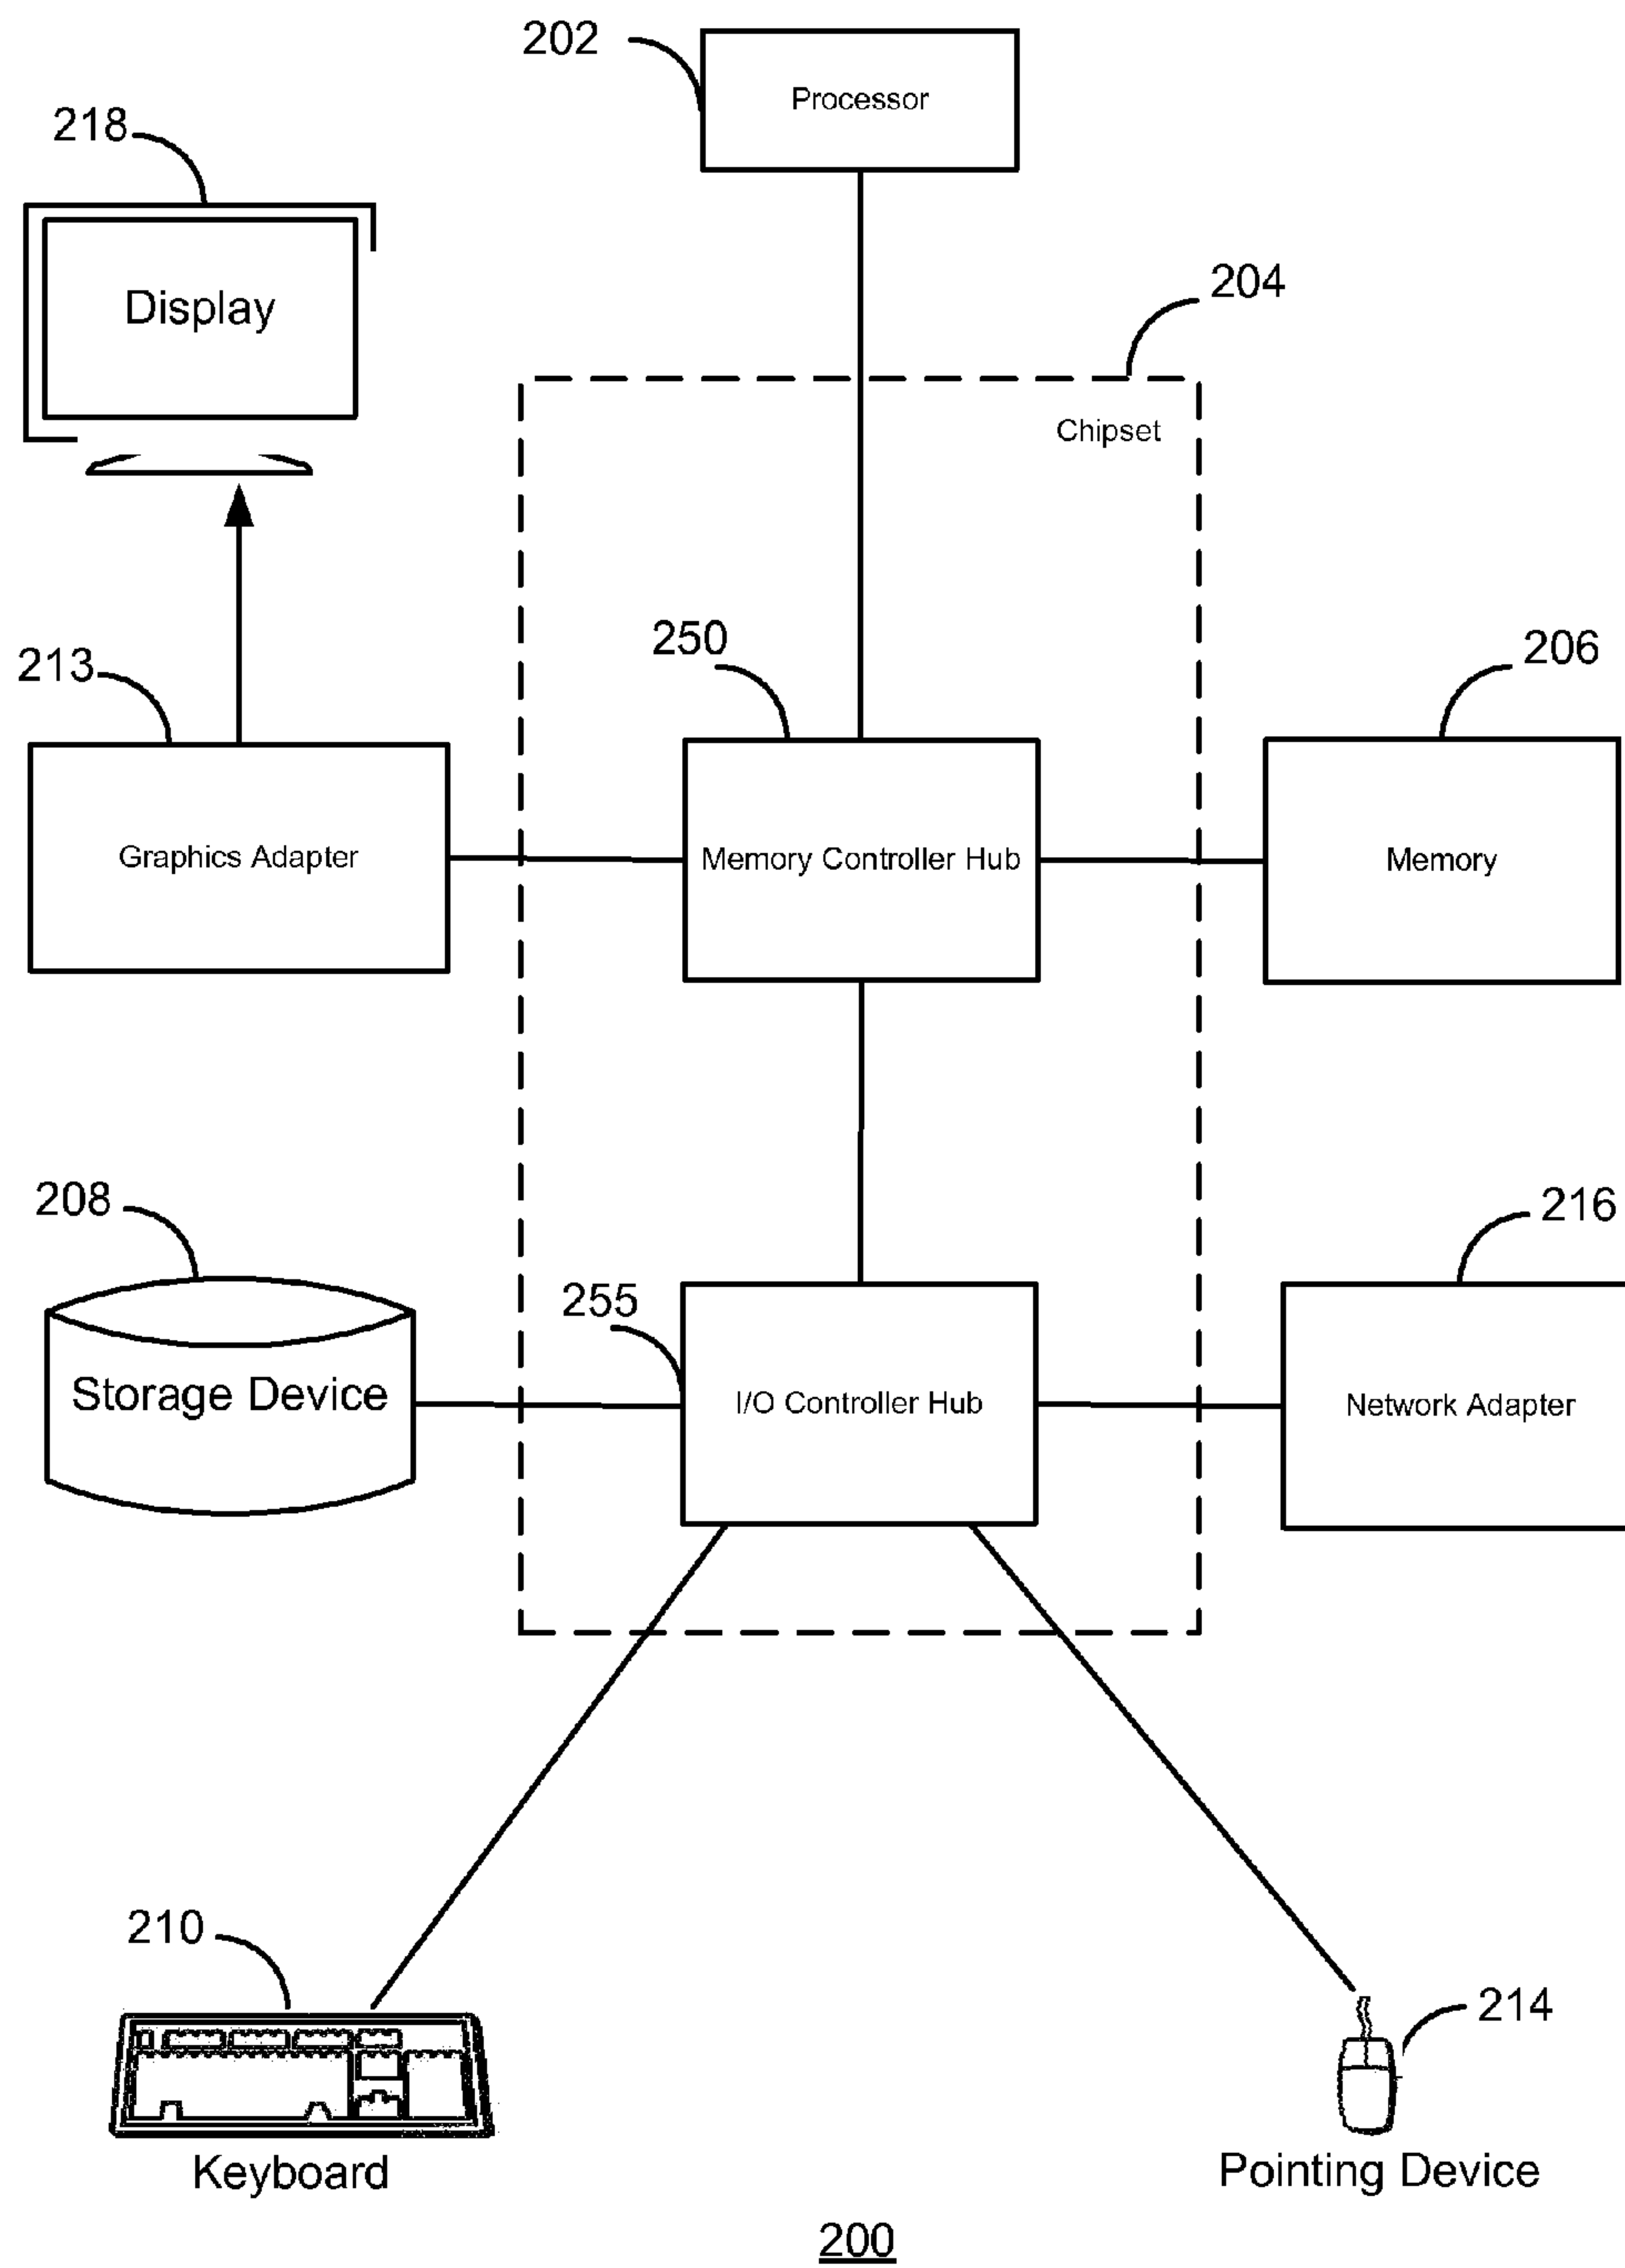 202
Processor
218
Display
204
Chipset
250
213
206
Graphics Adapter
Memory Controller Hub
Memory
208
216
255
Storage Device
I/O Controller Hub
Network Adapter
210
214
Keyboard
Pointing Device
200